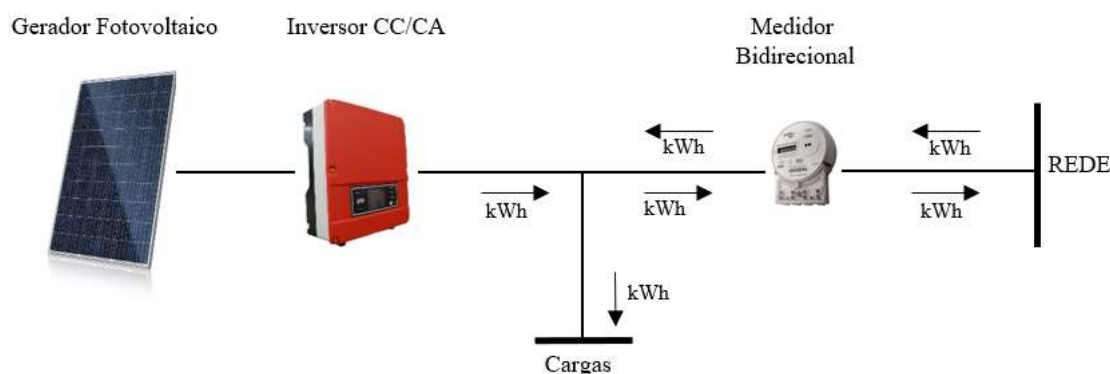 Gerador Fotovoltaico
Inversor CC/CA
Medidor
Bidirecional
kWh
kWh
REDE
kWh
kWh
kWh
kWh
Cargas